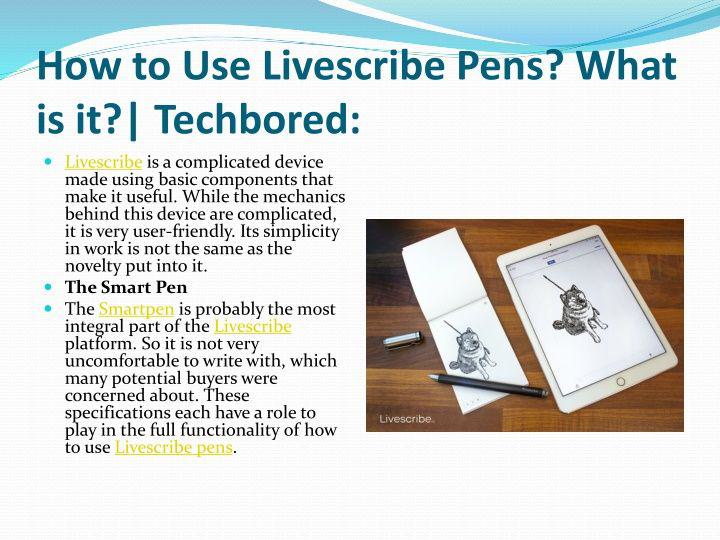 How to Use Livescribe Pens? What
is it?| Techbored:
Livescribe is a complicated device
made using basic components that
make it useful. While the mechanics
behind this device are complicated,
it is very user-friendly. Its simplicity
in work is not the same as the
novelty put into it.
The Smart Pen
The Smartpen is probably the most
integral part of the Livescribe
platform. So it is not very
uncomfortable to write with, which
many potential buyers were
concerned about. These
specifications each have a role to
play in the full functionality of how
to use Livescribe pens.
Livescribe